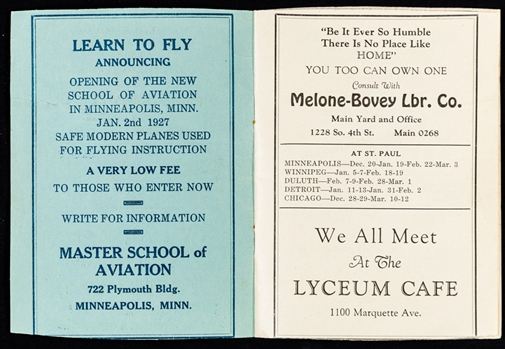 LEARN TO FLY
ANNOUNCING
OPENING OF THE NEW
SCHOOL OF AVIATION
IN MINNEAPOLIS, MINN.
JAN. 2nd 1927
SAFE MODERN PLANES USED
FOR FLYING INSTRUCTION
A VERY LOW FEE
TO THOSE WHO ENTER NOW
WRITE FOR INFORMATION
MASTER SCHOOL of
AVIATION
722 Plymouth Bldg.
MINNEAPOLIS, MINN.
"Be It Ever So Humble
There Is No Place Like
HOME"
YOU TOO CAN OWN ONE
Consult With
Melone-Bovey Lbr. Co.
Main Yard and Office
1228 So. 4th St. Main 0268
AT ST. PAUL
MINNEAPOLIS—Dec. 20-Jan. 19-Feb. 22-Mar. 3
WINNIPEG—Jan. 5-7-Feb. 18-19
DULUTH—Feb. 7-9-Feb. 28-Mar. 1
DETROIT—Jan. 11-13-Jan. 31-Feb. 2
CHICAGO—Dec. 28-29-Mar. 10-12
We All Meet
At The
LYCEUM CAFE
1100 Marquette Ave.